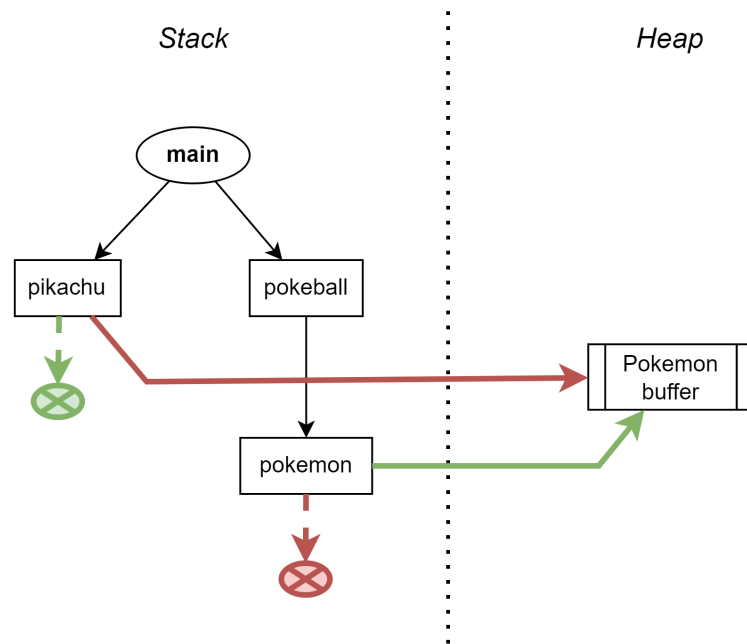 Stack
Heap
main
pikachu
pokeball
Pokemon
buffer
pokemon